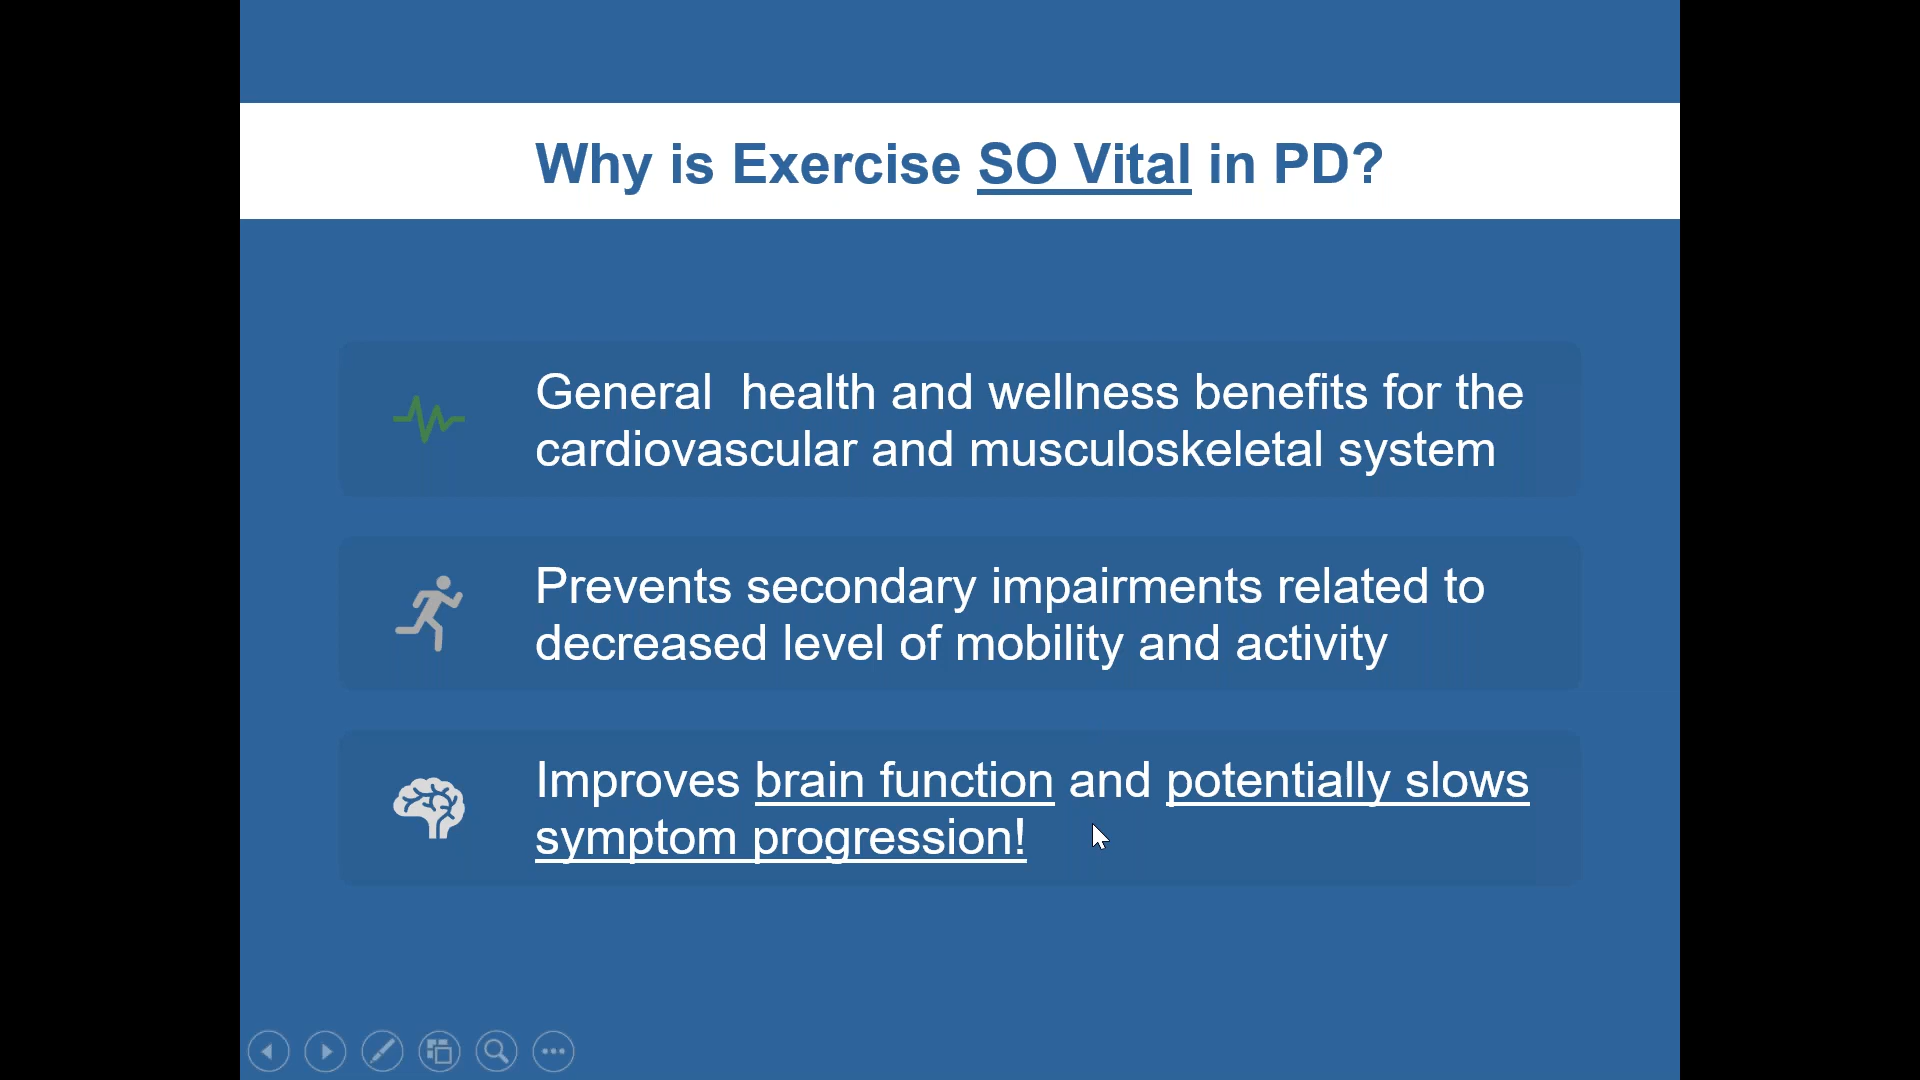 Why is Exercise SO Vital in PD?
General  health and wellness benefits for the
cardiovascular and musculoskeletal system
Prevents secondary impairments related to
decreased level of mobility and activity
Improves brain function and potentially slows
symptom progression!